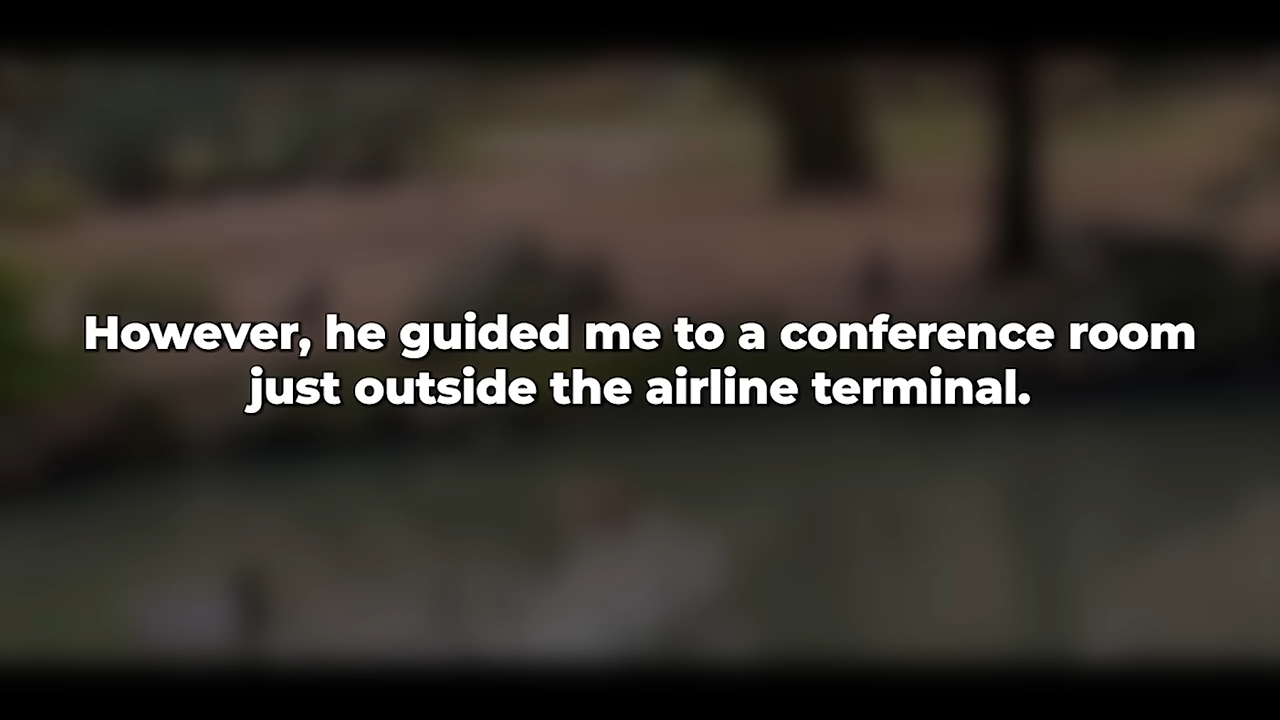 However, he guided me to a conference room
just outside the airline terminal.